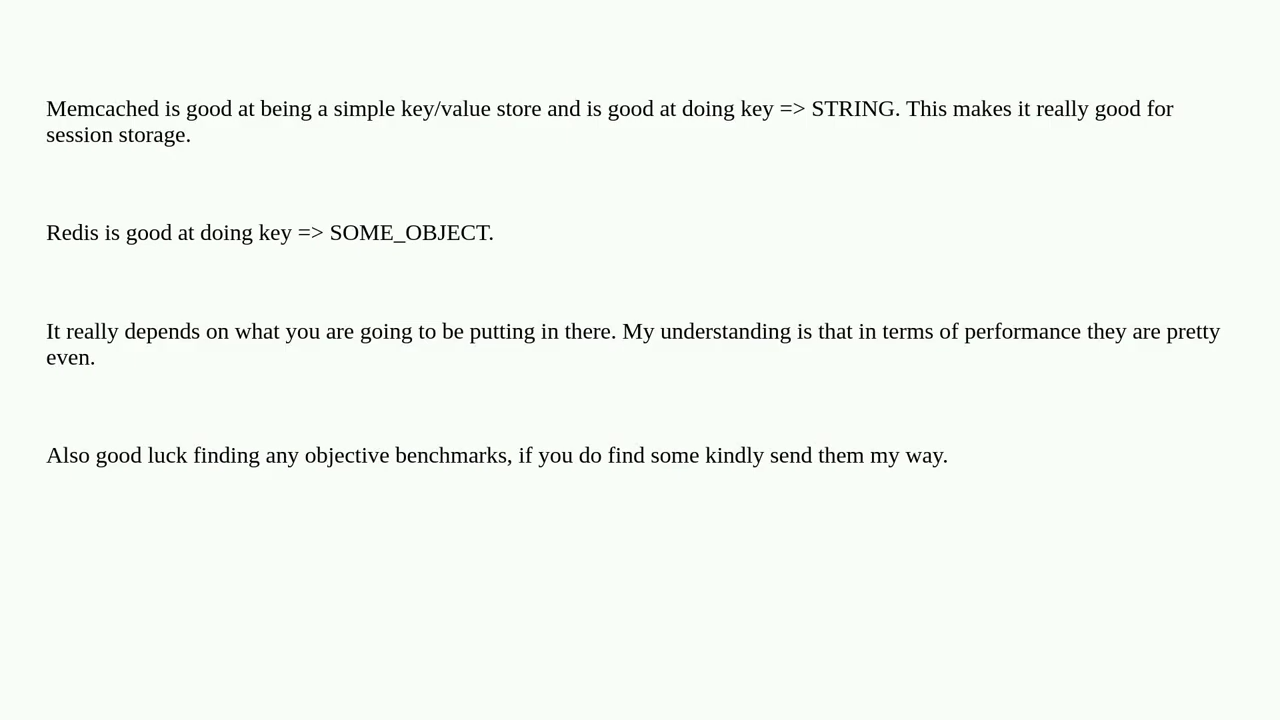 Memcached is good at being a simple key/value store and is good at doing key => STRING. This makes it really good for
session storage.
Redis is good at doing key => SOME_OBJECT.
It really depends on what you are going to be putting in there. My understanding is that in terms of performance they are pretty
even.
Also good luck finding any objective benchmarks, if you do find some kindly send them my way.